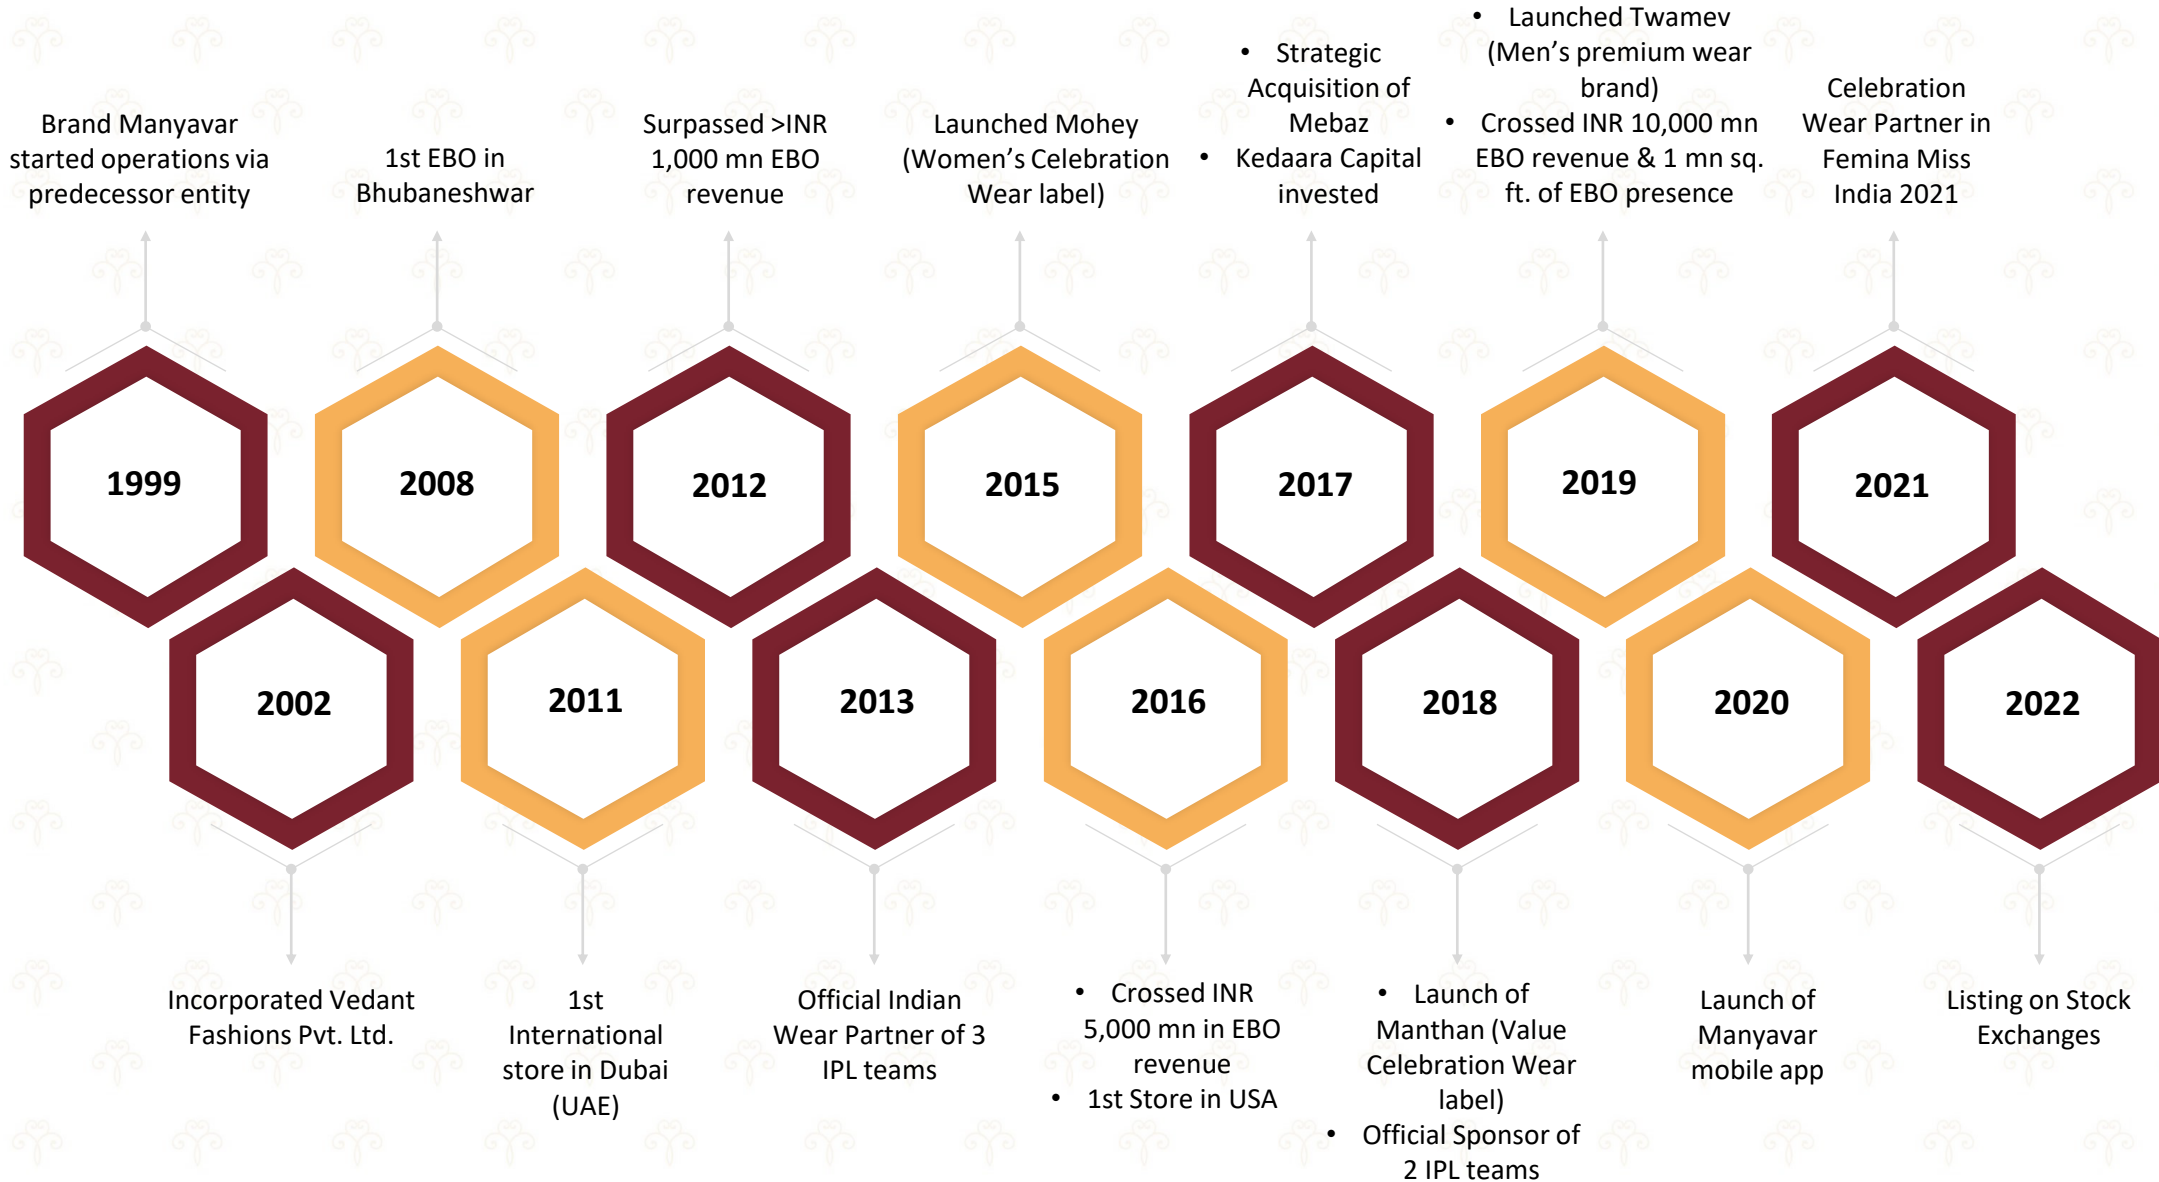 Brand Manyavar
started operations via
predecessor entity
1st EBO in
Bhubaneshwar
Surpassed >INR
1,000 mn EBO
revenue
Launched Mohey
(Women's Celebration
Wear label)
• Strategic
Acquisition of
Mebaz
• Kedaara Capital
invested
• Launched Twamev
(Men's premium wear
brand)
• Crossed INR 10,000 mn
EBO revenue & 1 mn sq.
ft. of EBO presence
Celebration
Wear Partner in
Femina Miss
India 2021
1999
2008
2012
2015
2017
2019
2021
2002
2011
2013
2016
2018
2020
2022
Incorporated Vedant
Fashions Pvt. Ltd.
1st
International
store in Dubai
(UAE)
Official Indian
Wear Partner of 3
IPL teams
• Crossed INR
5,000 mn in EBO
revenue
• 1st Store in USA
• Launch of
Manthan (Value
Celebration Wear
label)
• Official Sponsor of
2 IPL teams
Launch of
Manyavar
mobile app
Listing on Stock
Exchanges